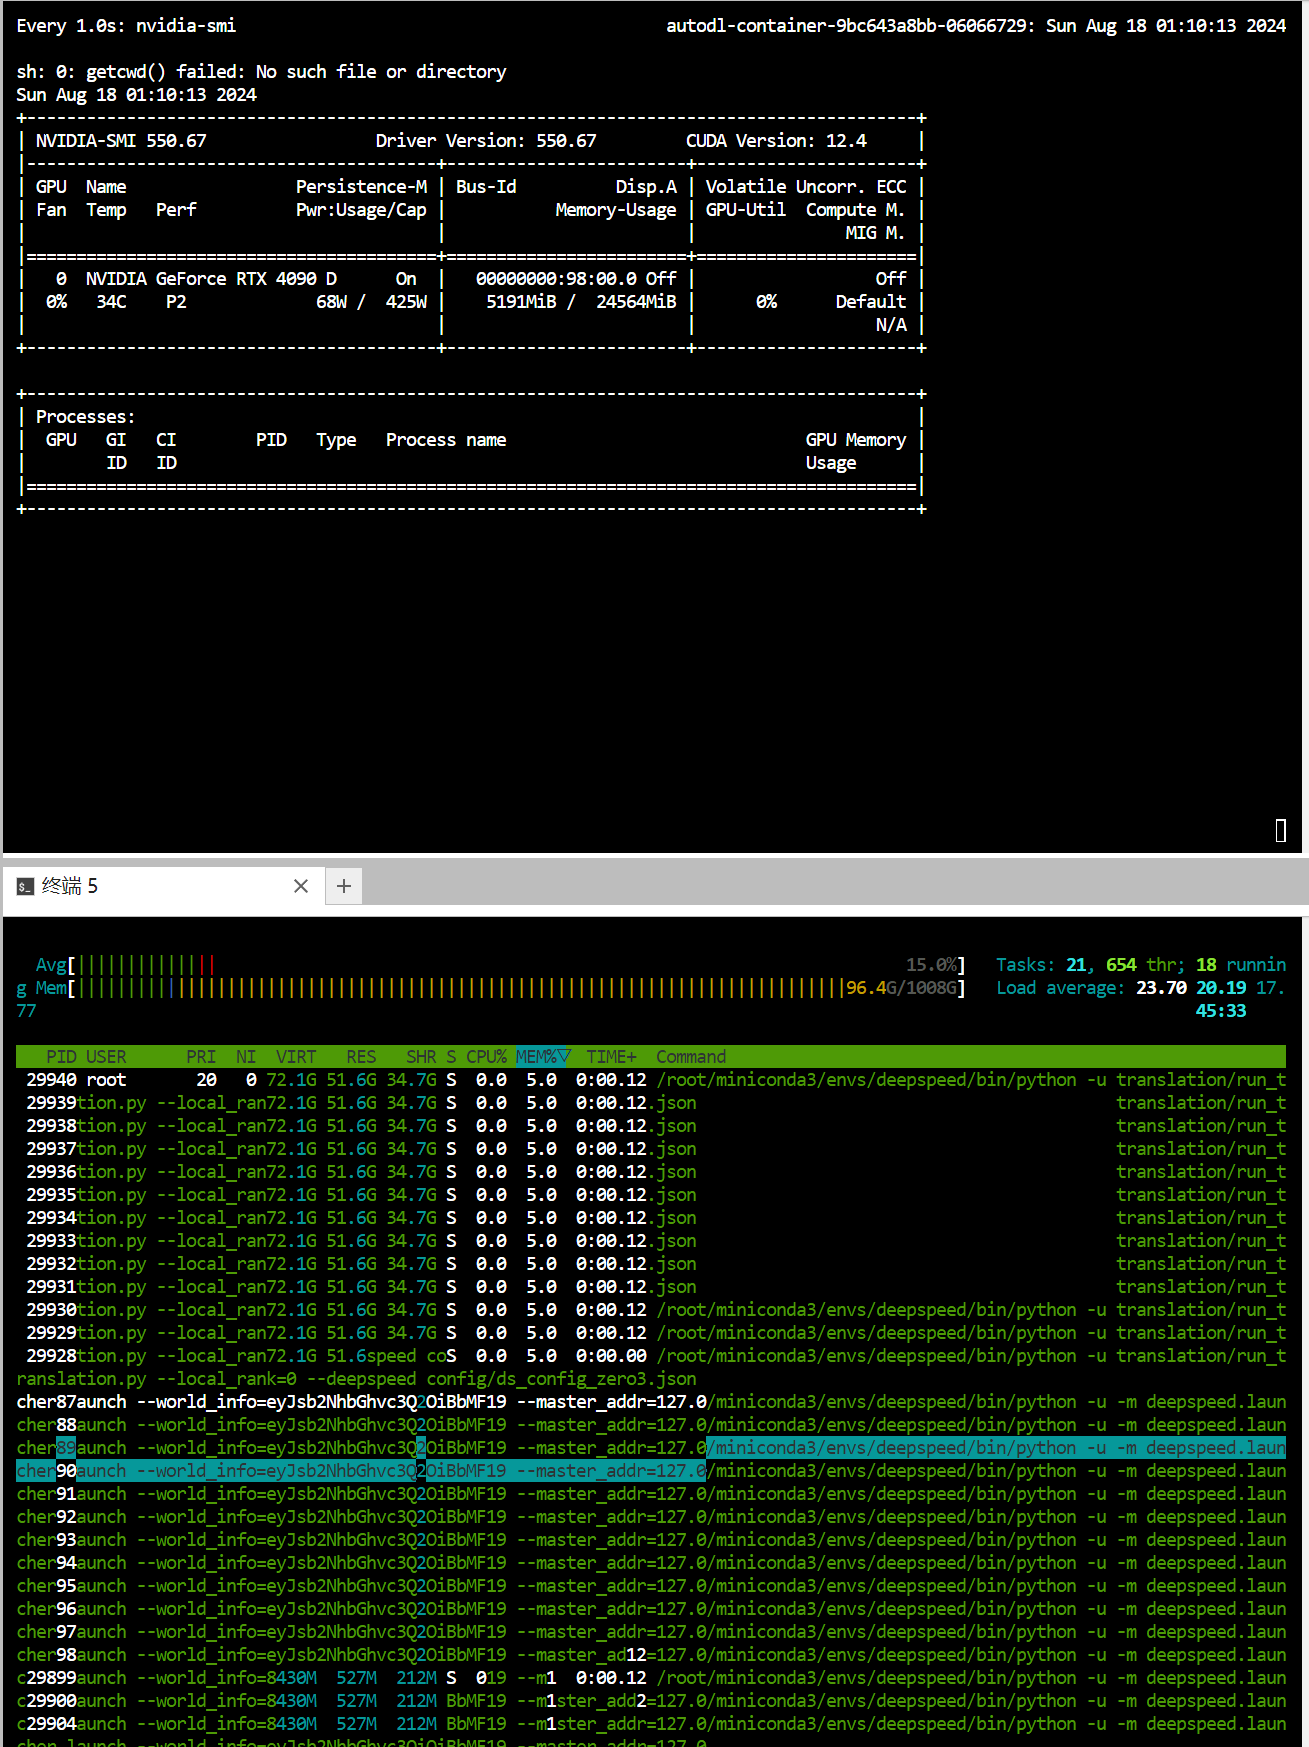 Every 1.0s: nvidia-smi autodl-container-9bc643a8bb-06066729: Sun Aug 18 01:10:13 2024
sh: 0: getcwd() failed: No such file or directory
Sun Aug 18 01:10:13 2024
+-----------------------------------------------------------------------------------------+
| NVIDIA-SMI 550.67                 Driver Version: 550.67         CUDA Version: 12.4     |
|-----------------------------------------+------------------------+----------------------+
| GPU  Name                 Persistence-M | Bus-Id          Disp.A | Volatile Uncorr. ECC |
| Fan  Temp   Perf          Pwr:Usage/Cap |           Memory-Usage | GPU-Util  Compute M. |
|                                         |                        |               MIG M. |
|=========================================+========================+======================|
|   0  NVIDIA GeForce RTX 4090 D      On  |   00000000:98:00.0 Off |                  Off |
|  0%   34C    P2             68W /  425W |    5191MiB /  24564MiB |      0%      Default |
|                                         |                        |                  N/A |
+-----------------------------------------+------------------------+----------------------+
+-----------------------------------------------------------------------------------------+
| Processes:                                                                              |
|  GPU   GI   CI        PID   Type   Process name                              GPU Memory |
|        ID   ID                                                               Usage      |
|=========================================================================================|
+-----------------------------------------------------------------------------------------+
终端 5
Avg[|||||||||||||| 15.0%] Tasks: 21, 654 thr; 18 runnin
g Mem[||||||||||||||||||||||||||||||||||||||||||||||||||||||||||||||||||||||||||||| 96.4G/1008G] Load average: 23.70 20.19 17.
77 45:33
PID USER PRI NI VIRT RES SHR S CPU% MEM%▽ TIME+ Command
29940 root 20 0 72.1G 51.6G 34.7G S 0.0 5.0 0:00.12 /root/miniconda3/envs/deepspeed/bin/python -u translation/run_t
29939tion.py --local_ran72.1G 51.6G 34.7G S 0.0 5.0 0:00.12.json translation/run_t
29938tion.py --local_ran72.1G 51.6G 34.7G S 0.0 5.0 0:00.12.json translation/run_t
29937tion.py --local_ran72.1G 51.6G 34.7G S 0.0 5.0 0:00.12.json translation/run_t
29936tion.py --local_ran72.1G 51.6G 34.7G S 0.0 5.0 0:00.12.json translation/run_t
29935tion.py --local_ran72.1G 51.6G 34.7G S 0.0 5.0 0:00.12.json translation/run_t
29934tion.py --local_ran72.1G 51.6G 34.7G S 0.0 5.0 0:00.12.json translation/run_t
29933tion.py --local_ran72.1G 51.6G 34.7G S 0.0 5.0 0:00.12.json translation/run_t
29932tion.py --local_ran72.1G 51.6G 34.7G S 0.0 5.0 0:00.12.json translation/run_t
29931tion.py --local_ran72.1G 51.6G 34.7G S 0.0 5.0 0:00.12.json translation/run_t
29930tion.py --local_ran72.1G 51.6G 34.7G S 0.0 5.0 0:00.12 /root/miniconda3/envs/deepspeed/bin/python -u translation/run_t
29929tion.py --local_ran72.1G 51.6G 34.7G S 0.0 5.0 0:00.12 /root/miniconda3/envs/deepspeed/bin/python -u translation/run_t
29928tion.py --local_ran72.1G 51.6speed coS 0.0 5.0 0:00.00 /root/miniconda3/envs/deepspeed/bin/python -u translation/run_t
ranslation.py --local_rank=0 --deepspeed config/ds_config_zero3.json
cher87aunch --world_info=eyJsb2NhbGhvc3Q2OiBbMF19 --master_addr=127.0/miniconda3/envs/deepspeed/bin/python -u -m deepspeed.laun
cher88aunch --world_info=eyJsb2NhbGhvc3Q2OiBbMF19 --master_addr=127.0/miniconda3/envs/deepspeed/bin/python -u -m deepspeed.laun
cher89aunch --world_info=eyJsb2NhbGhvc3Q2OiBbMF19 --master_addr=127.0/miniconda3/envs/deepspeed/bin/python -u -m deepspeed.laun
cher90aunch --world_info=eyJsb2NhbGhvc3Q2OiBbMF19 --master_addr=127.0/miniconda3/envs/deepspeed/bin/python -u -m deepspeed.laun
cher91aunch --world_info=eyJsb2NhbGhvc3Q2OiBbMF19 --master_addr=127.0/miniconda3/envs/deepspeed/bin/python -u -m deepspeed.laun
cher92aunch --world_info=eyJsb2NhbGhvc3Q2OiBbMF19 --master_addr=127.0/miniconda3/envs/deepspeed/bin/python -u -m deepspeed.laun
cher93aunch --world_info=eyJsb2NhbGhvc3Q2OiBbMF19 --master_addr=127.0/miniconda3/envs/deepspeed/bin/python -u -m deepspeed.laun
cher94aunch --world_info=eyJsb2NhbGhvc3Q2OiBbMF19 --master_addr=127.0/miniconda3/envs/deepspeed/bin/python -u -m deepspeed.laun
cher95aunch --world_info=eyJsb2NhbGhvc3Q2OiBbMF19 --master_addr=127.0/miniconda3/envs/deepspeed/bin/python -u -m deepspeed.laun
cher96aunch --world_info=eyJsb2NhbGhvc3Q2OiBbMF19 --master_addr=127.0/miniconda3/envs/deepspeed/bin/python -u -m deepspeed.laun
cher97aunch --world_info=eyJsb2NhbGhvc3Q2OiBbMF19 --master_addr=127.0/miniconda3/envs/deepspeed/bin/python -u -m deepspeed.laun
cher98aunch --world_info=eyJsb2NhbGhvc3Q2OiBbMF19 --master_ad12=127.0/miniconda3/envs/deepspeed/bin/python -u -m deepspeed.laun
c29899aunch --world_info=8430M 527M 212M S 019 --m1 0:00.12 /root/miniconda3/envs/deepspeed/bin/python -u -m deepspeed.laun
c29900aunch --world_info=8430M 527M 212M BbMF19 --m1ster_add2=127.0/miniconda3/envs/deepspeed/bin/python -u -m deepspeed.laun
c29904aunch --world_info=8430M 527M 212M BbMF19 --m1ster_addr=127.0/miniconda3/envs/deepspeed/bin/python -u -m deepspeed.laun